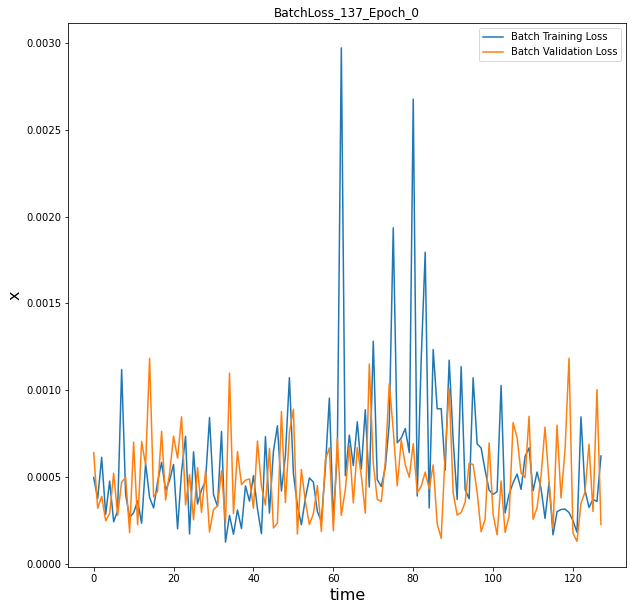 BatchLoss_137_Epoch_0
Batch Training Loss
Batch Validation Loss
0.0030
0.0025
0.0020
0.0015
0.0010
0.0005
0.0000
x
0
20
40
60
80
100
120
time